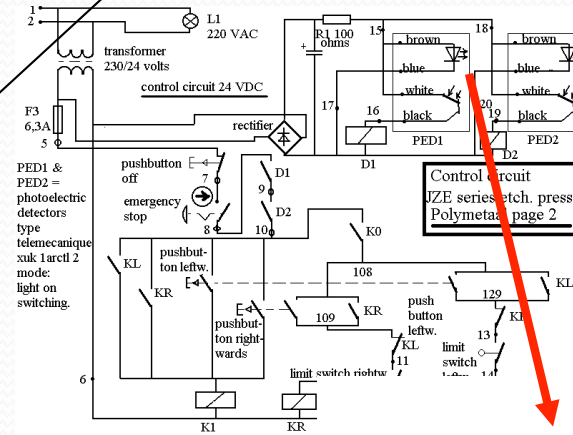 1
2
L1
220 VAC
transformer
230/24 volts
control circuit 24 VDC
F3
6,3A
5
rectifier
+
R1 100
ohms
15
18
brown
blue
white
black
brown
blue
white
black
17
16
20
19
PED1
PED2
D1
D2
PED1 &
PED2 =
photoelectric
detectors
type
telemecanique
xuk 1arctl 2
mode:
light on
switching.
pushbutton
off
7
emergency
stop
8
D1
9
D2
10
Control circuit
JZE series etch. press
Polymetaal page 2
KL
KR
pushbut-
ton leftw.
pushbut-
ton right-
wards
K0
108
109
KR
push
button
leftw.
KL
11
129
KL
13
limit
switch
14
limit switch rightw
6
K1
KR